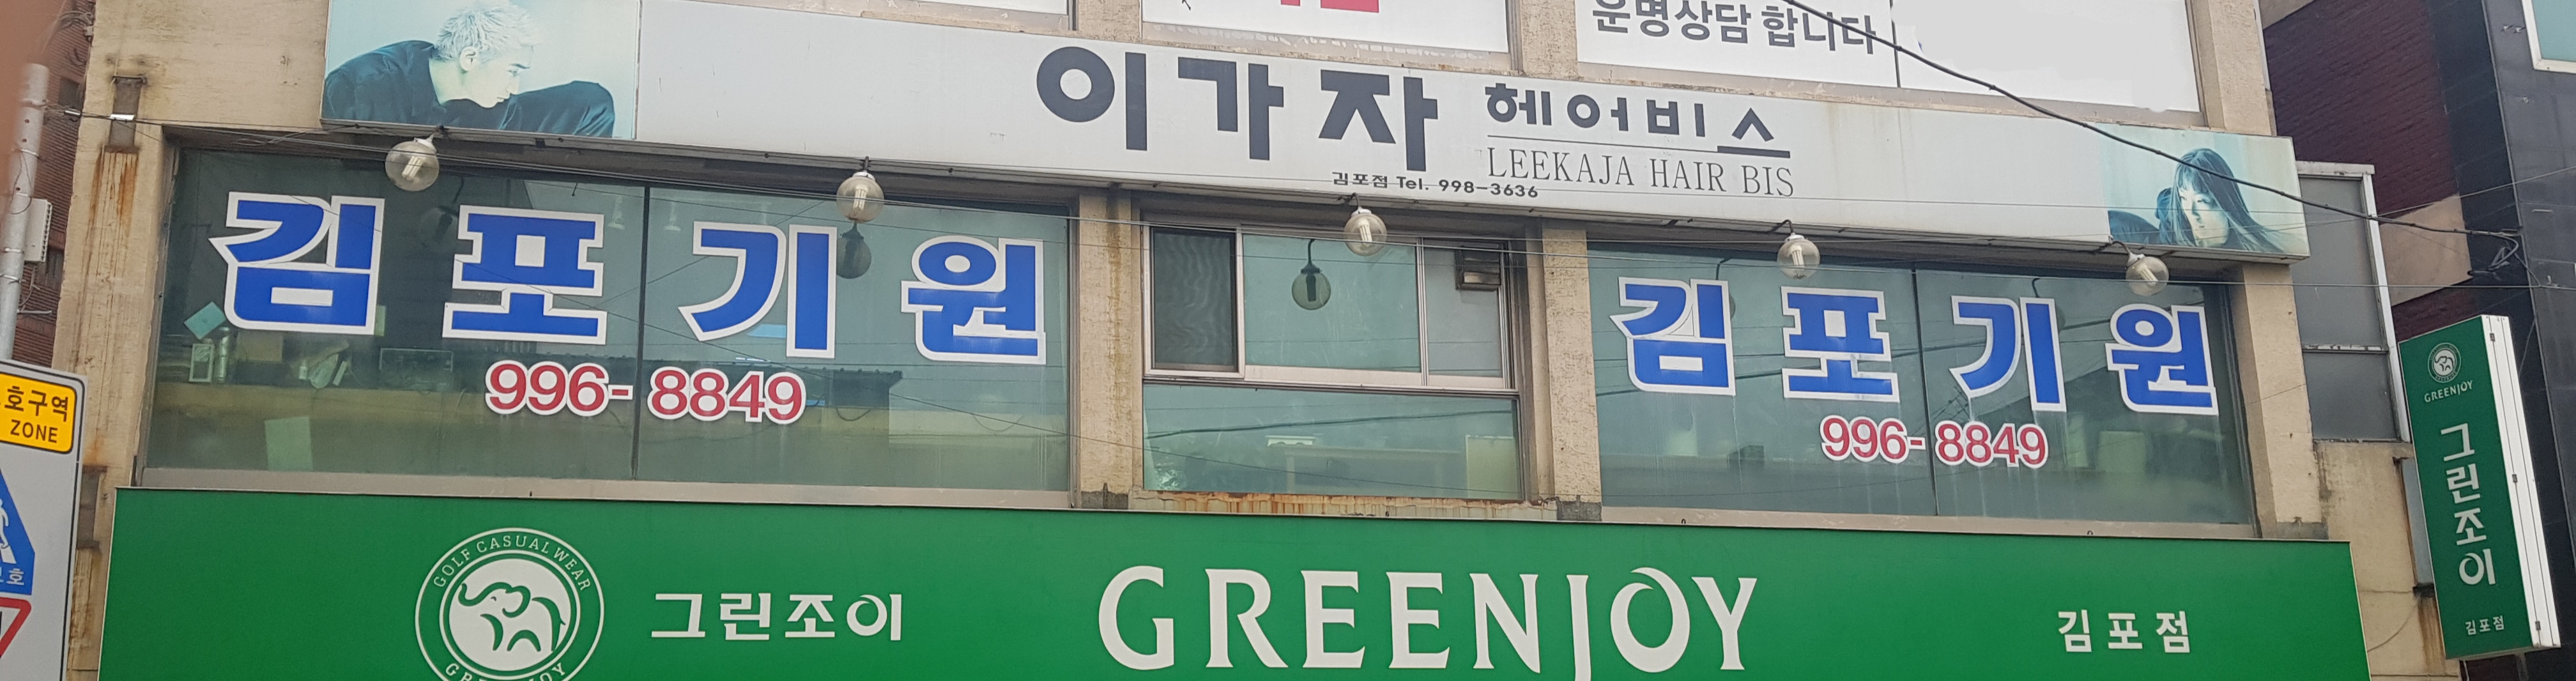 운명상담 합니다
이가자 헤어비스
LEEKAJA HAIR BIS
김포점 Tel. 998-3636
김포기원
996-8849
김포기원
996-8849
호구역
ZONE
GOLF CASUAL WEAR
GREENJOY
그린조이
GREENJOY
김포점
GREENJOY
그린조이
김포점